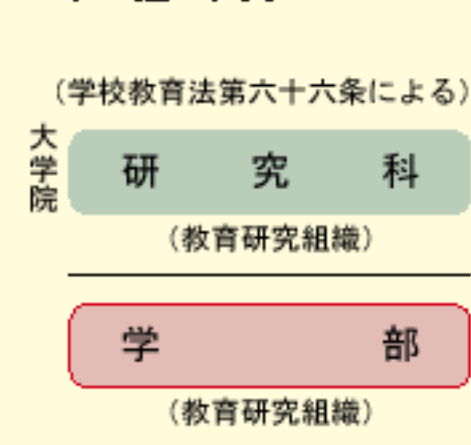 （学校教育法第六十六条による）
大学院
研究科
（教育研究組織）
学部
（教育研究組織）